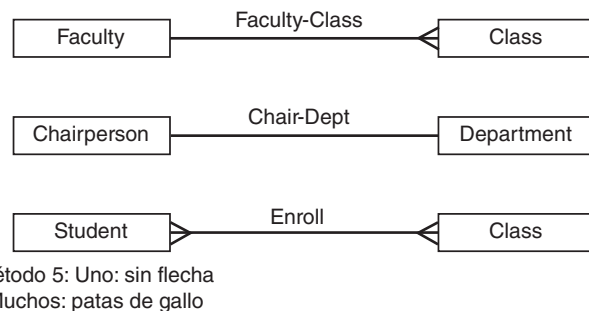 Faculty-Class
Faculty
Class
Chair-Dept
Chairperson
Department
Enroll
Student
Class
étodo 5: Uno: sin flecha
Muchos: patas de gallo